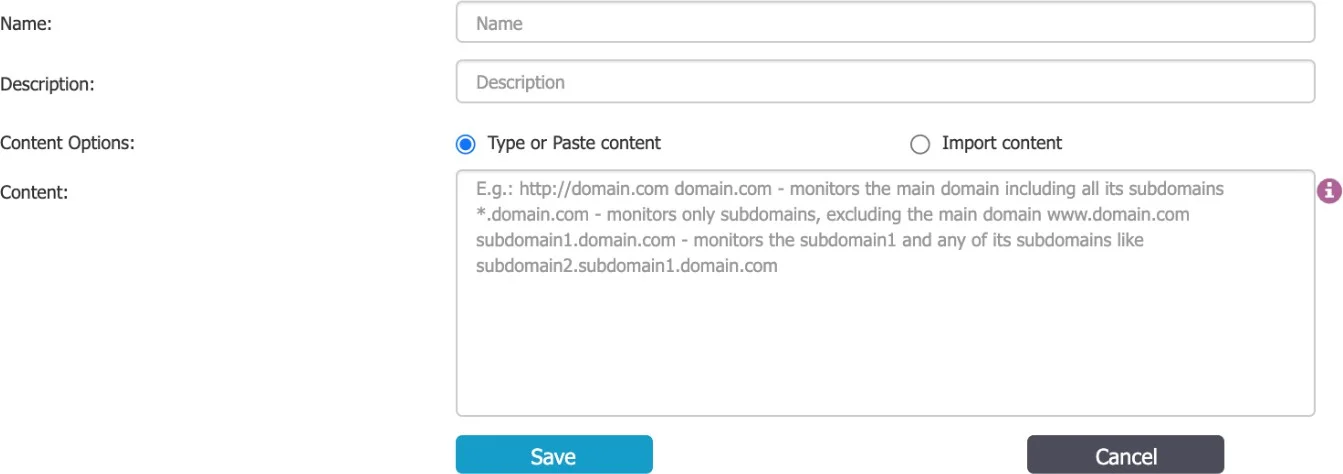 Name: Name
Description: Description
Content Options: Type or Paste content Import content
Content: E.g.: http://domain.com domain.com - monitors the main domain including all its subdomains
*.domain.com - monitors only subdomains, excluding the main domain www.domain.com
subdomain1.domain.com - monitors the subdomain1 and any of its subdomains like
subdomain2.subdomain1.domain.com
Save Cancel